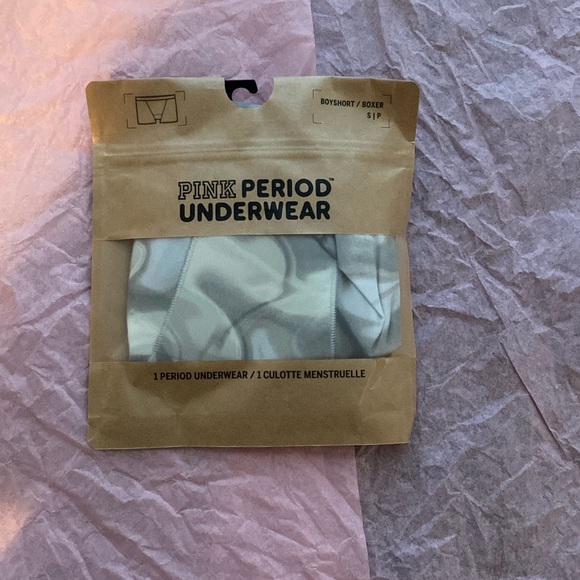 BOYSHORT / BOXER
S | P
PINK PERIOD™
UNDERWEAR
1 PERIOD UNDERWEAR / 1 CULOTTE MENSTRUELLE